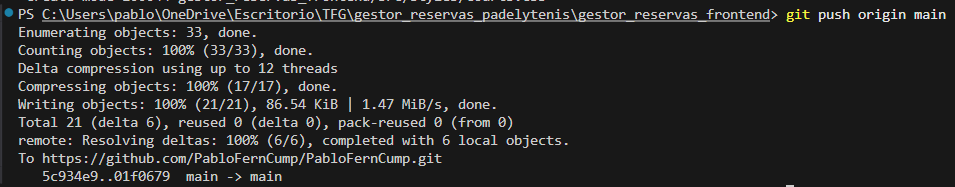 PS C:\Users\pablo\OneDrive\Escritorio\TFG\gestor_reservas_padelytenis\gestor_reservas_frontend> git push origin main
Enumerating objects: 33, done.
Counting objects: 100% (33/33), done.
Delta compression using up to 12 threads
Compressing objects: 100% (17/17), done.
Writing objects: 100% (21/21), 86.54 KiB | 1.47 MiB/s, done.
Total 21 (delta 6), reused 0 (delta 0), pack-reused 0 (from 0)
remote: Resolving deltas: 100% (6/6), completed with 6 local objects.
To https://github.com/PabloFernCump/PabloFernCump.git
   5c934e9..01f0679  main -> main